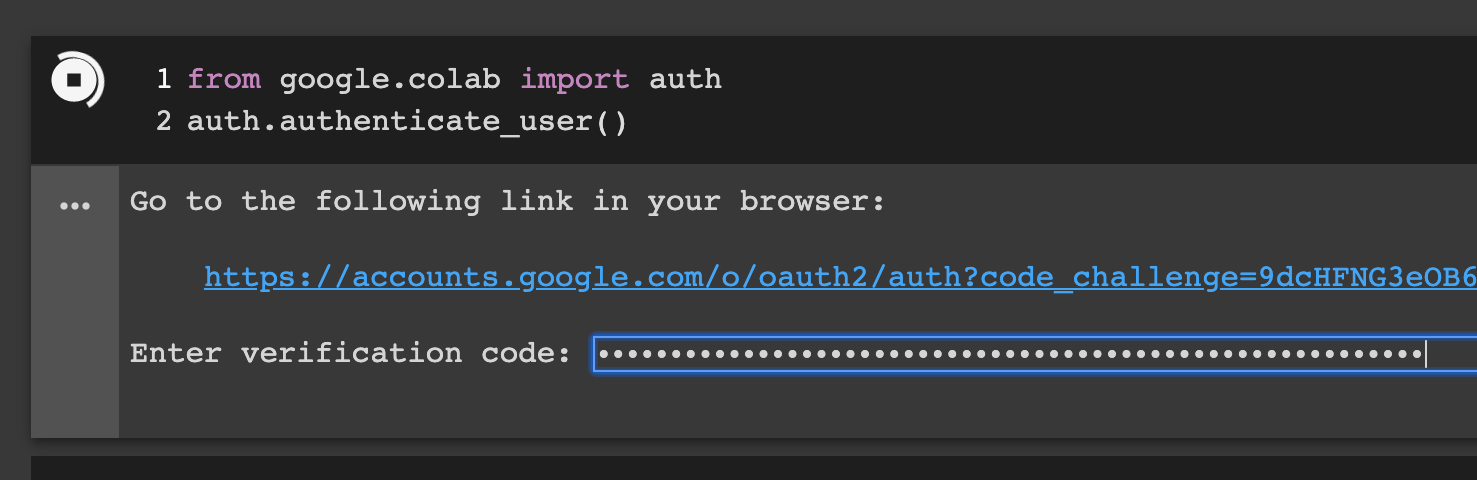 1 from google.colab import auth
2 auth.authenticate_user()
... Go to the following link in your browser:
https://accounts.google.com/o/oauth2/auth?code_challenge=9dcHFNG3eOB6
Enter verification code: •••••••••••••••••••••••••••••••••••••••••••••••••••••••••